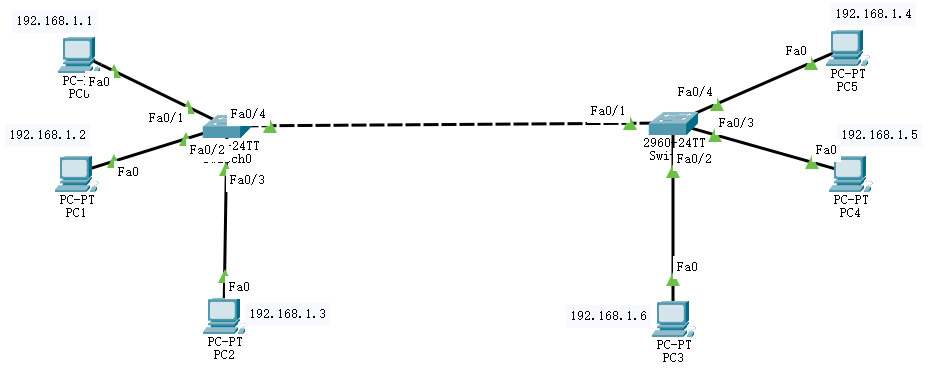 192.168.1.1
Fa0
Fa0/1
192.168.1.2
Fa0/4
Fa0/2
24TT
Fa0
PC-PT
PC1
Fa0/3
Fa0
192.168.1.3
PC-PT
PC2
192.168.1.4
Fa0
PC-PT
PC5
Fa0/4
Fa0/1
Fa0/3
192.168.1.5
24TT
Fa0/2
Fa0
PC-PT
PC4
Fa0
192.168.1.6
PC-PT
PC3